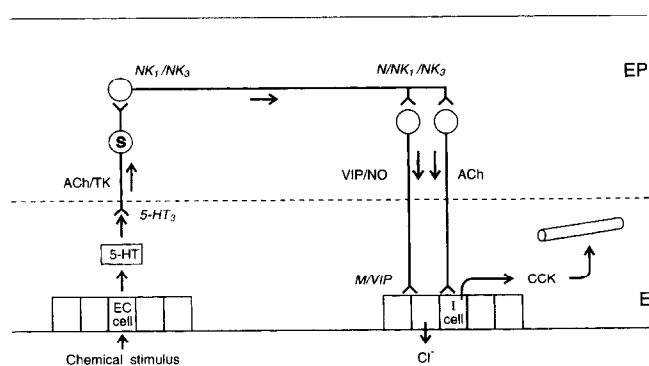 NK₁/NK₃
N/NK₁/NK₃
EP
S
ACh/TK
VIP/NO
ACh
5-HT₃
5-HT
M/VIP
CCK
EC
cell
I
cell
E
Chemical stimulus
Cl⁻